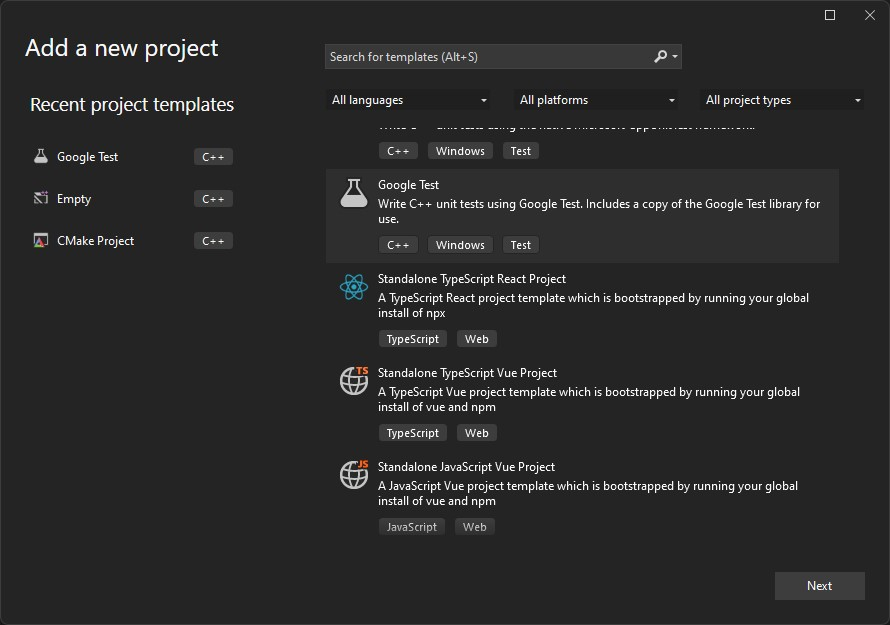 Add a new project
Search for templates (Alt+S)
Recent project templates
Google Test
C++
Empty
C++
CMake Project
C++
All languages
All platforms
All project types
C++
Windows
Test
Google Test
Write C++ unit tests using Google Test. Includes a copy of the Google Test library for
use.
C++
Windows
Test
Standalone TypeScript React Project
A TypeScript React project template which is bootstrapped by running your global
install of npx
TypeScript
Web
Standalone TypeScript Vue Project
TS
A TypeScript Vue project template which is bootstrapped by running your global
install of vue and npm
TypeScript
Web
Standalone JavaScript Vue Project
JS
A JavaScript Vue project template which is bootstrapped by running your global
install of vue and npm
JavaScript
Web
Next